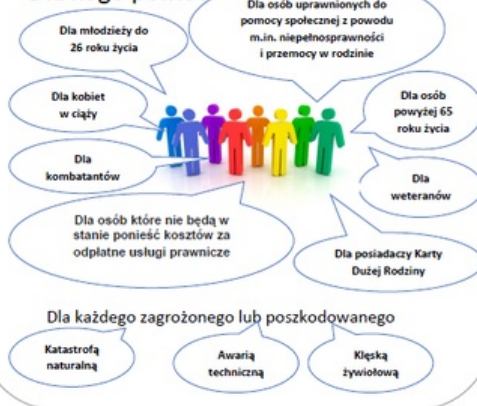 Dla osób uprawnionych do
pomocy społecznej z powodu
m.in. niepełnosprawności
i przemocy w rodzinie
Dla młodzieży do
26 roku życia
Dla kobiet
w ciąży
Dla osób
powyżej 65
roku życia
Dla
kombatantów
Dla
weteranów
Dla osób które nie będą w
stanie ponieść kosztów za
odpłatne usługi prawnicze
Dla posiadaczy Karty
Dużej Rodziny
Dla każdego zagrożonego lub poszkodowanego
Katastrofą
naturalną
Awarią
techniczną
Klęską
żywiołową